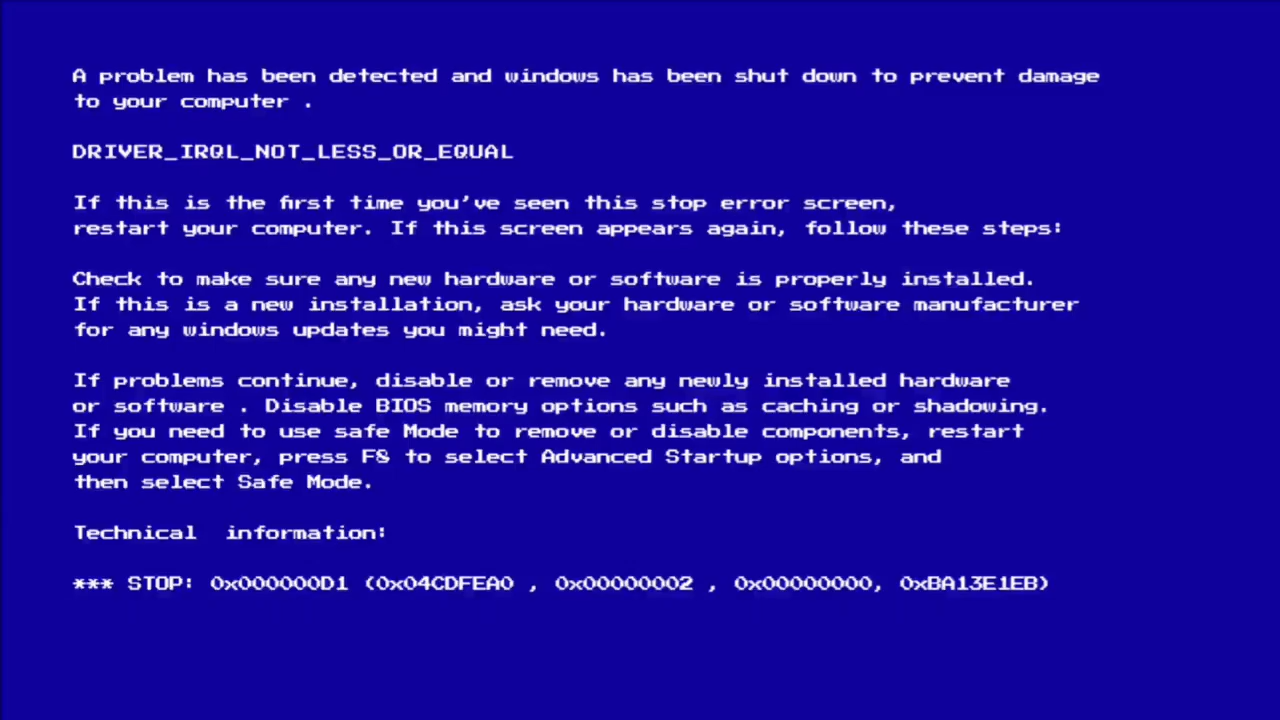 A problem has been detected and windows has been shut down to prevent damage
to your computer .
DRIVER_IRQL_NOT_LESS_OR_EQUAL
If this is the first time you've seen this stop error screen,
restart your computer. If this screen appears again, follow these steps:
Check to make sure any new hardware or software is properly installed.
If this is a new installation, ask your hardware or software manufacturer
for any windows updates you might need.
If problems continue, disable or remove any newly installed hardware
or software . Disable BIOS memory options such as caching or shadowing.
If you need to use safe Mode to remove or disable components, restart
your computer, press F8 to select Advanced Startup options, and
then select Safe Mode.
Technical  information:
*** STOP: 0x000000D1 (0x04CDFEA0 , 0x00000002 , 0x00000000, 0xBA13E1EB)